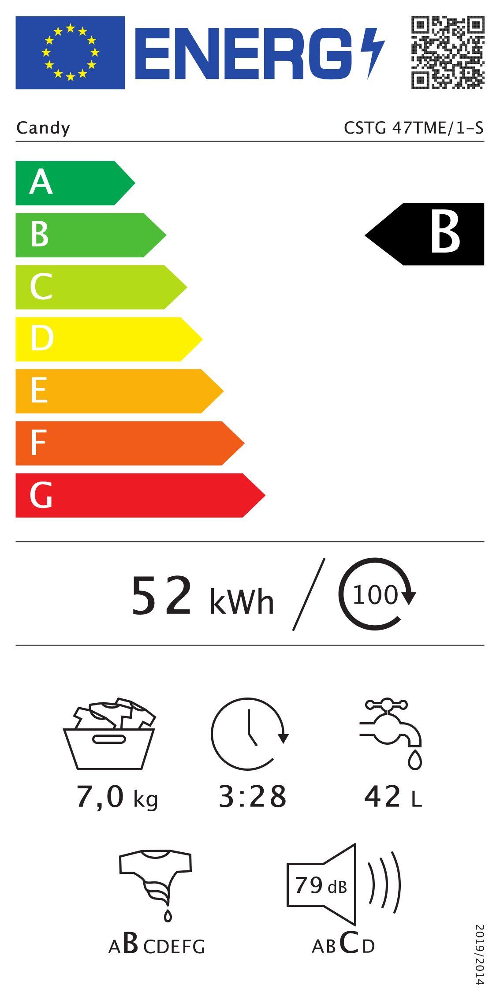 ENERG
Candy CSTG 47TME/1-S
A
B
B
C
D
E
F
G
52 kWh / 100
7,0 kg 3:28 42 L
79 dB
ABCDEFG ABCD
2019/2014